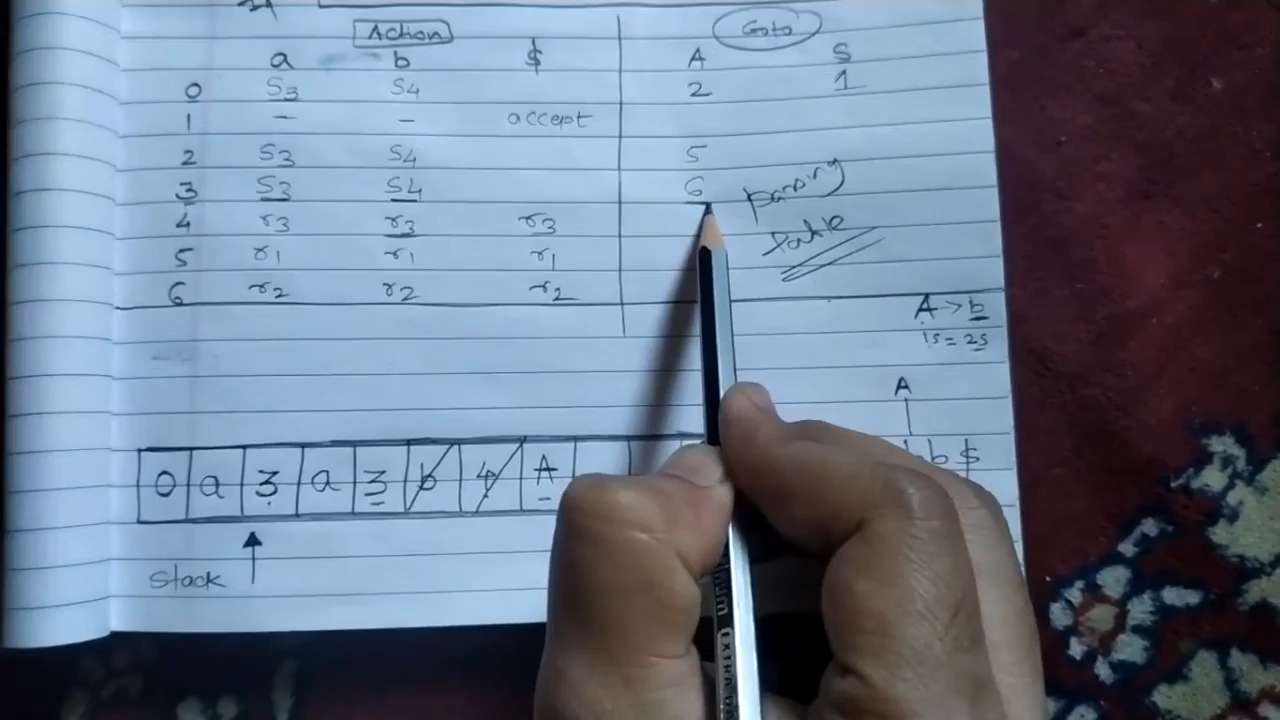 Action Goto
a b $ A S
0 S3 S4 2 1
1 – – accept
2 S3 S4 5
3 S3 S4 6
4 r3 r3 r3
5 r1 r1 r1
6 r2 r2 r2
parsing
table
A → b
1s = 2s
A
bb$
0 a 3 a 3 b 4 A
Stack